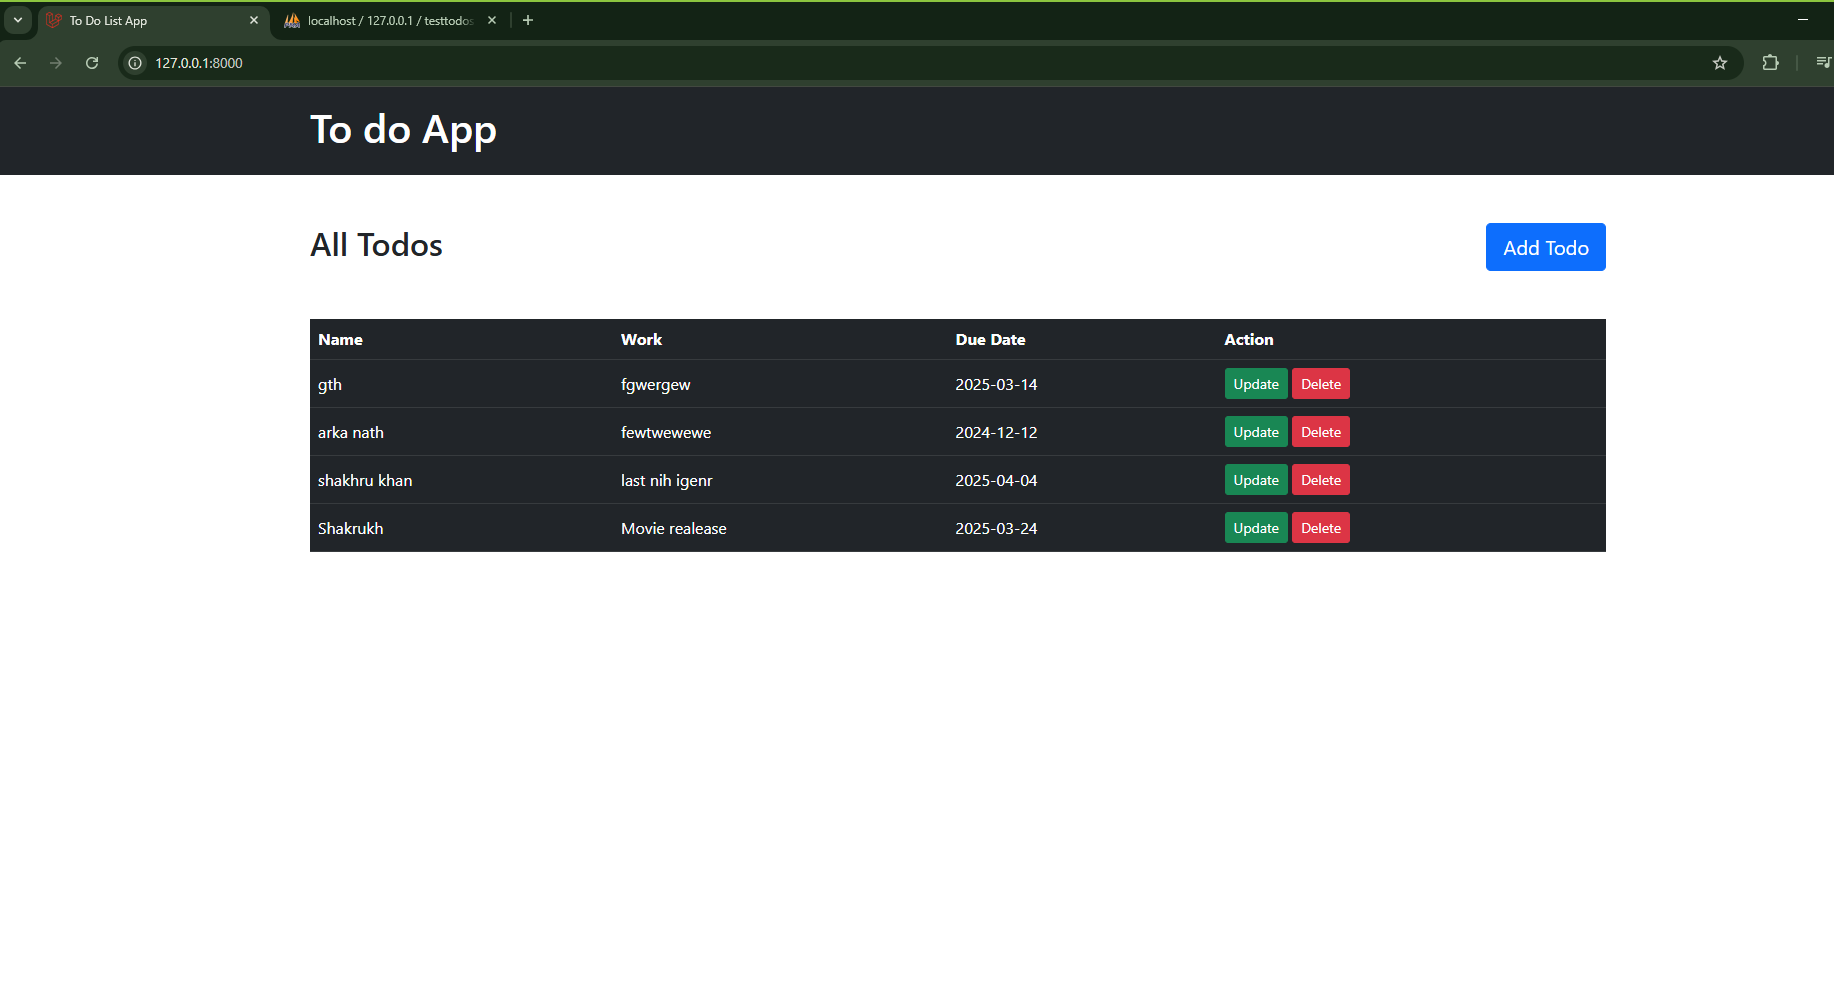 To Do List App
localhost / 127.0.0.1 / testtodos
127.0.0.1:8000
To do App
All Todos
Add Todo
Name Work Due Date Action
gth fgwergew 2025-03-14 Update Delete
arka nath fewtwewewe 2024-12-12 Update Delete
shakhru khan last nih igenr 2025-04-04 Update Delete
Shakrukh Movie realease 2025-03-24 Update Delete